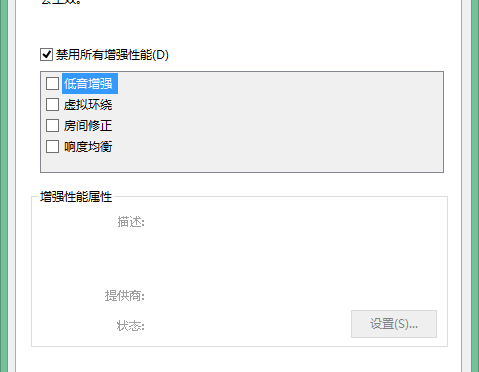 禁用所有增强性能(D)
低音增强
虚拟环绕
房间修正
响度均衡
增强性能属性
描述:
提供商:
状态:
设置(S)...